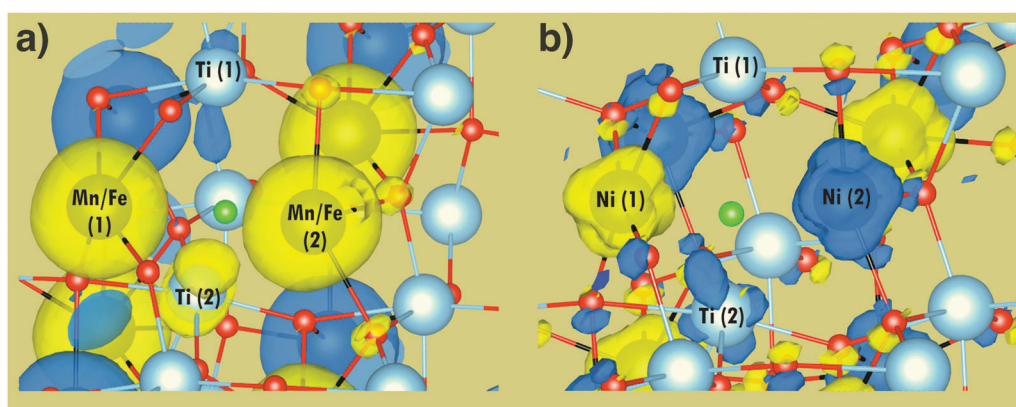 a)
Ti (1)
Mn/Fe
(1)
Mn/Fe
(2)
Ti (2)
b)
Ti (1)
Ni (1)
Ni (2)
Ti (2)